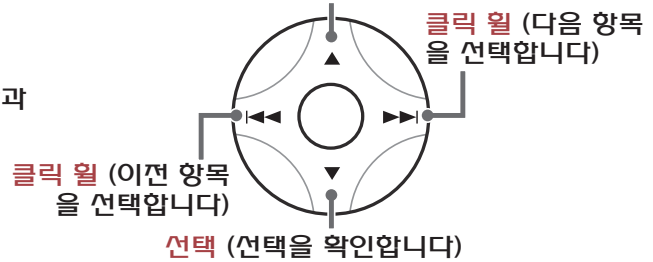 클릭 휠 (다음 항목
을 선택합니다)
과
클릭 휠 (이전 항목
을 선택합니다)
선택 (선택을 확인합니다)